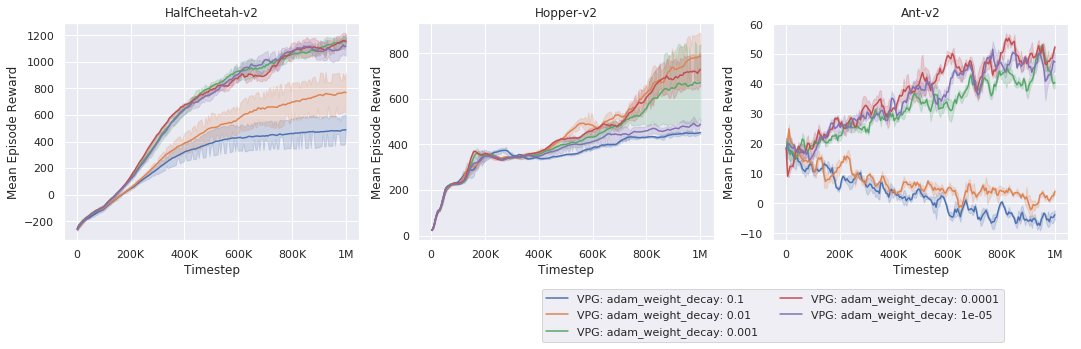 HalfCheetah-v2
Mean Episode Reward
1200
1000
800
600
400
200
0
−200
0 200K 400K 600K 800K 1M
Timestep
Hopper-v2
Mean Episode Reward
800
600
400
200
0
0 200K 400K 600K 800K 1M
Timestep
Ant-v2
Mean Episode Reward
60
50
40
30
20
10
0
−10
0 200K 400K 600K 800K 1M
Timestep
VPG: adam_weight_decay: 0.1
VPG: adam_weight_decay: 0.01
VPG: adam_weight_decay: 0.001
VPG: adam_weight_decay: 0.0001
VPG: adam_weight_decay: 1e-05